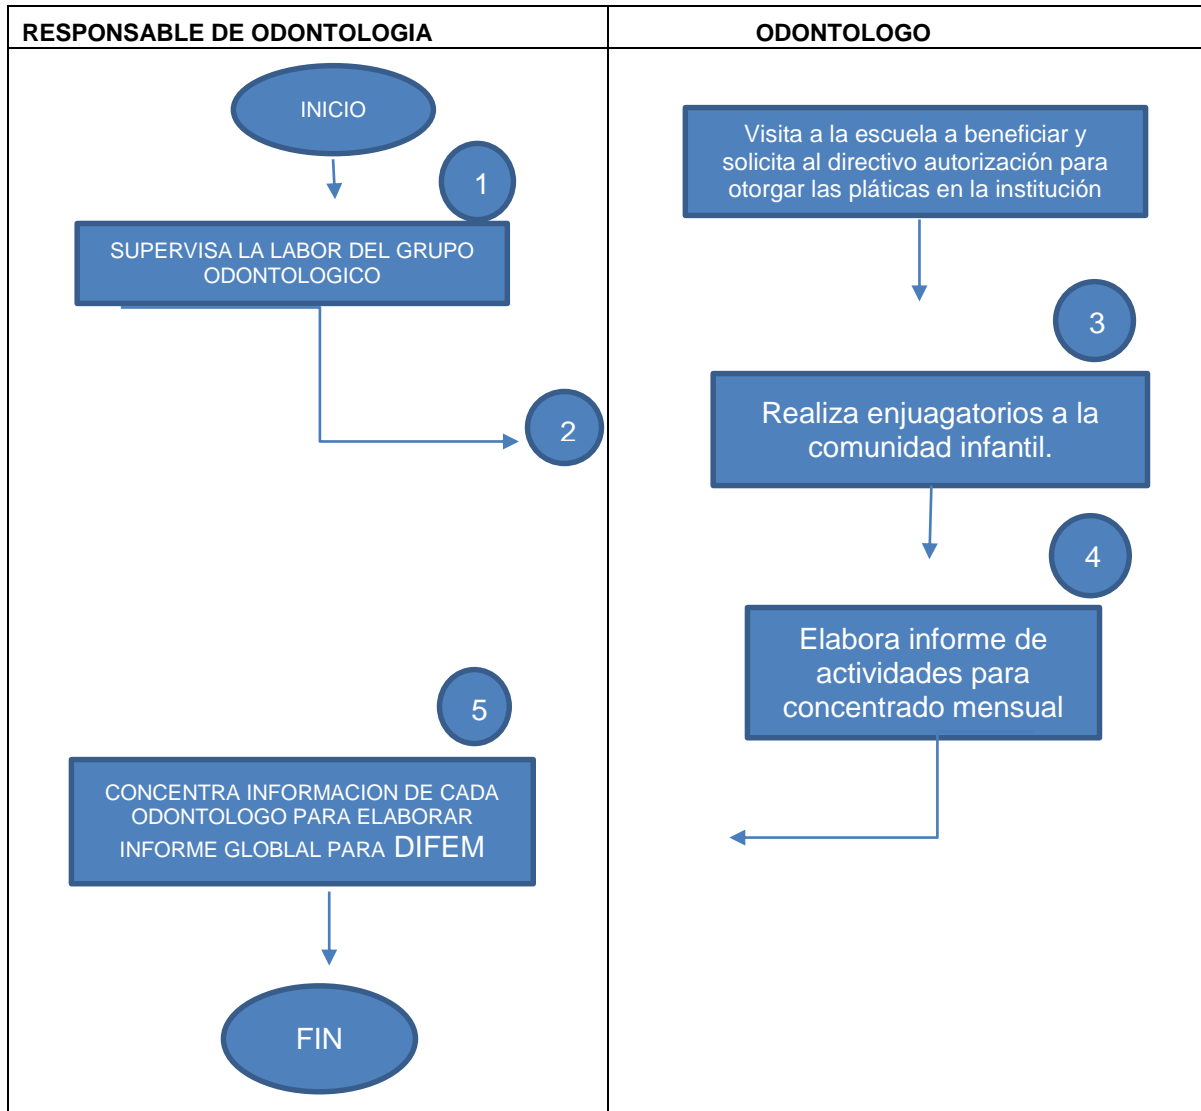 RESPONSABLE DE ODONTOLOGIA
ODONTOLOGO
INICIO
1
SUPERVISA LA LABOR DEL GRUPO
ODONTOLOGICO
2
Visita a la escuela a beneficiar y
solicita al directivo autorización para
otorgar las pláticas en la institución
3
Realiza enjuagatorios a la
comunidad infantil.
4
Elabora informe de
actividades para
concentrado mensual
5
CONCENTRA INFORMACION DE CADA
ODONTOLOGO PARA ELABORAR
INFORME GLOBLAL PARA DIFEM
FIN